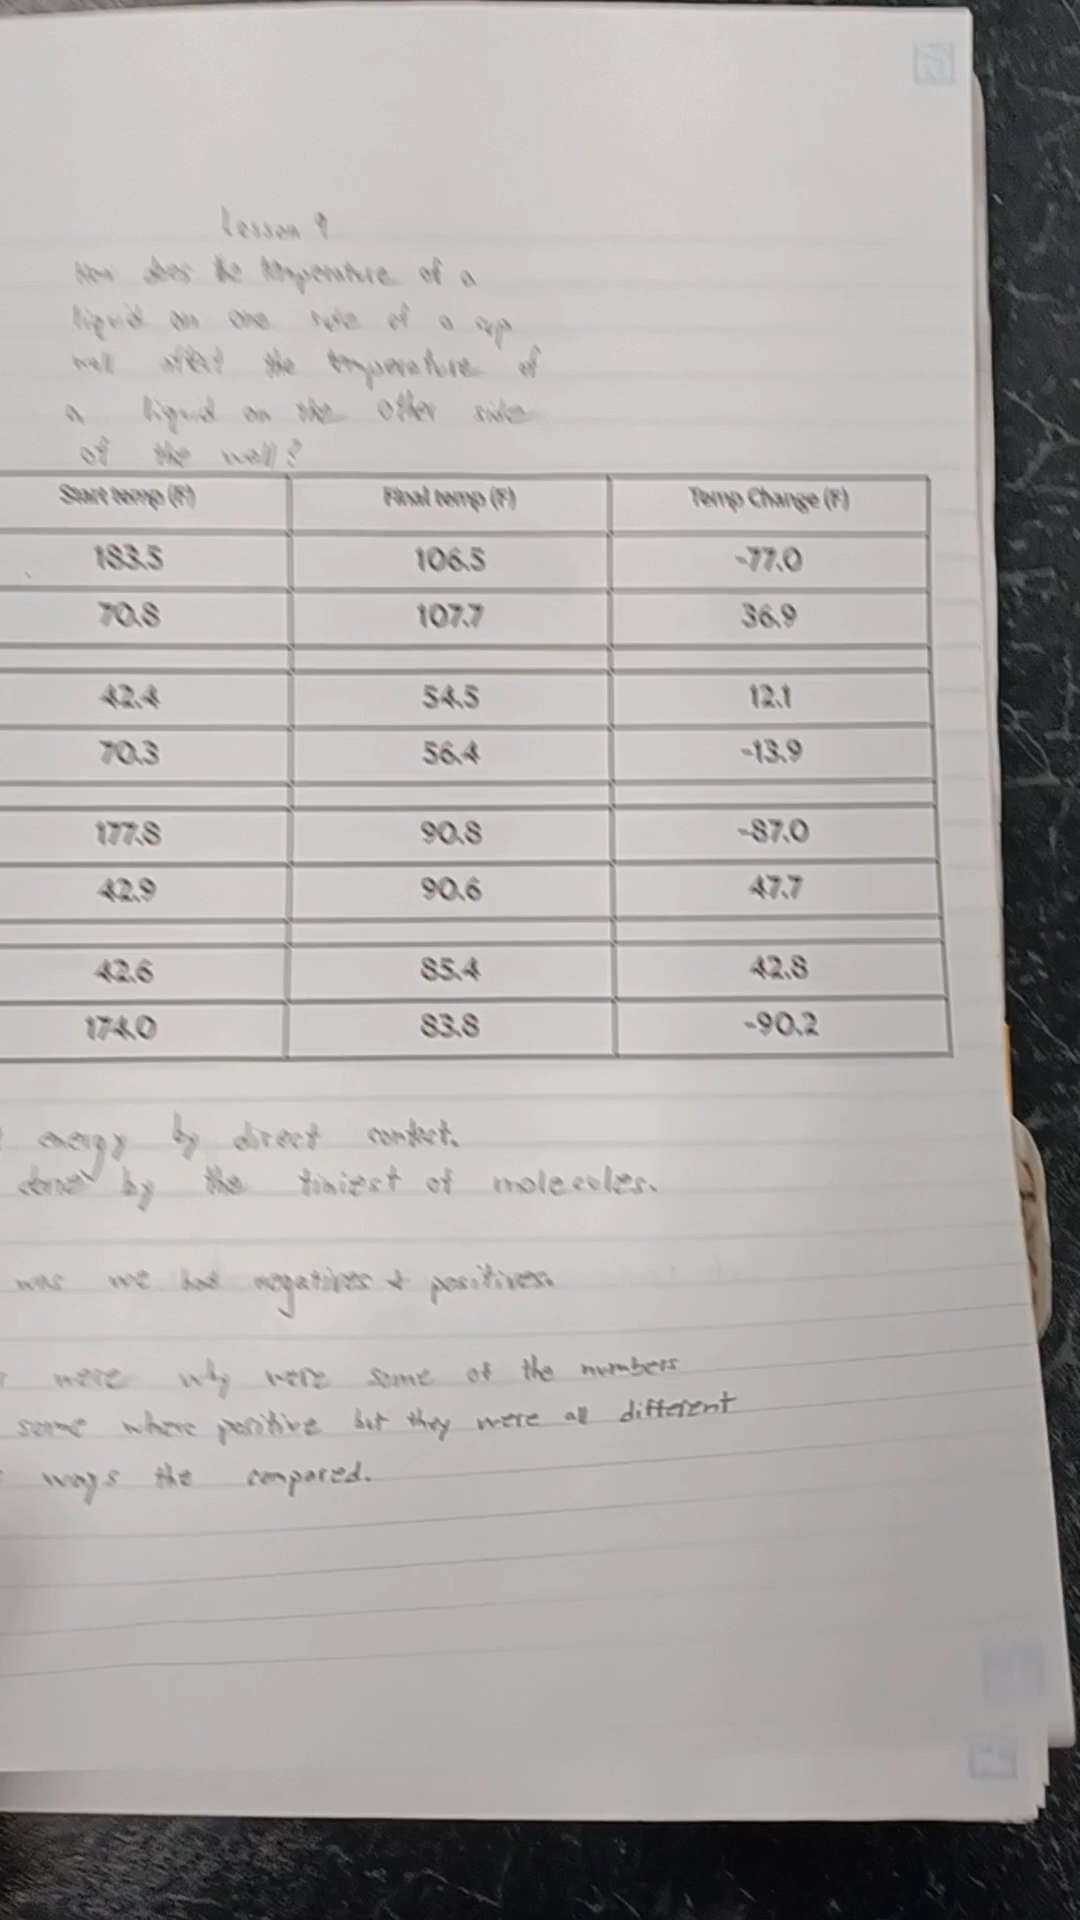 Lesson 9
How does the temperature of a
liquid on one side of a cup
wall affect the temperature of
a liquid on the other side
of the wall?
Start temp (F) Final temp (F) Temp Change (F)
183.5 106.5 -77.0
70.8 107.7 36.9
42.4 54.5 12.1
70.3 56.4 -13.9
177.8 90.8 -87.0
42.9 90.6 47.7
42.6 85.4 42.8
174.0 83.8 -90.2
energy by direct contact.
done by the tiniest of molecules.
was we had negatives & positives.
were why were some of the numbers
some where positive but they were all different
ways the compared.